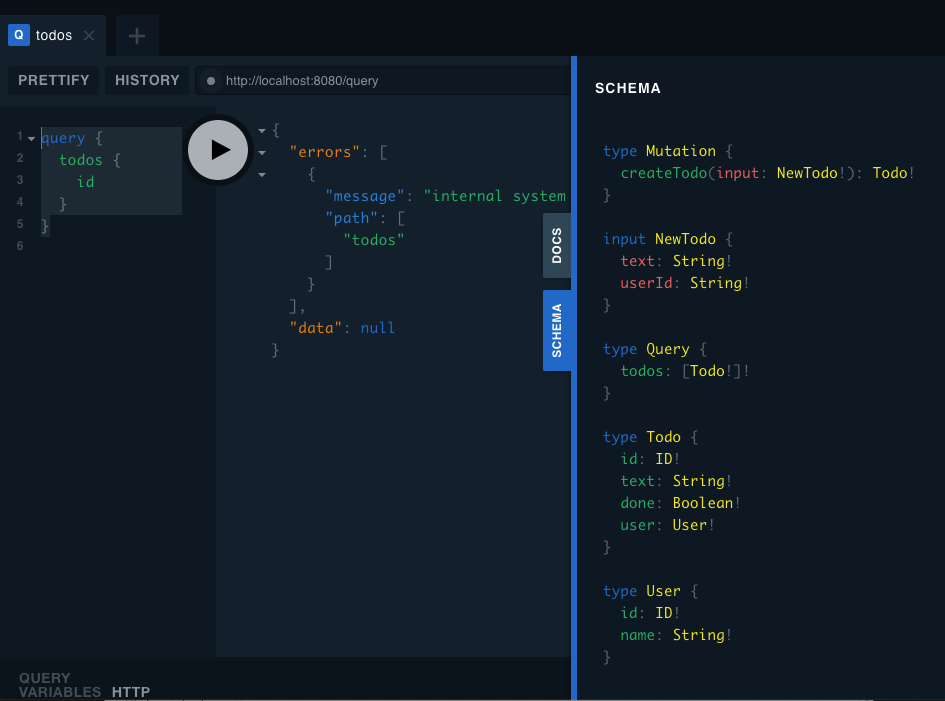 Q todos
PRETTIFY HISTORY http://localhost:8080/query
1 query {
2 todos {
3 id
4 }
5 }
6
{
"errors": [
{
"message": "internal system
"path": [
"todos"
]
}
],
"data": null
}
DOCS
SCHEMA
SCHEMA
type Mutation {
createTodo(input: NewTodo!): Todo!
}
input NewTodo {
text: String!
userId: String!
}
type Query {
todos: [Todo!]!
}
type Todo {
id: ID!
text: String!
done: Boolean!
user: User!
}
type User {
id: ID!
name: String!
}
QUERY
VARIABLES HTTP